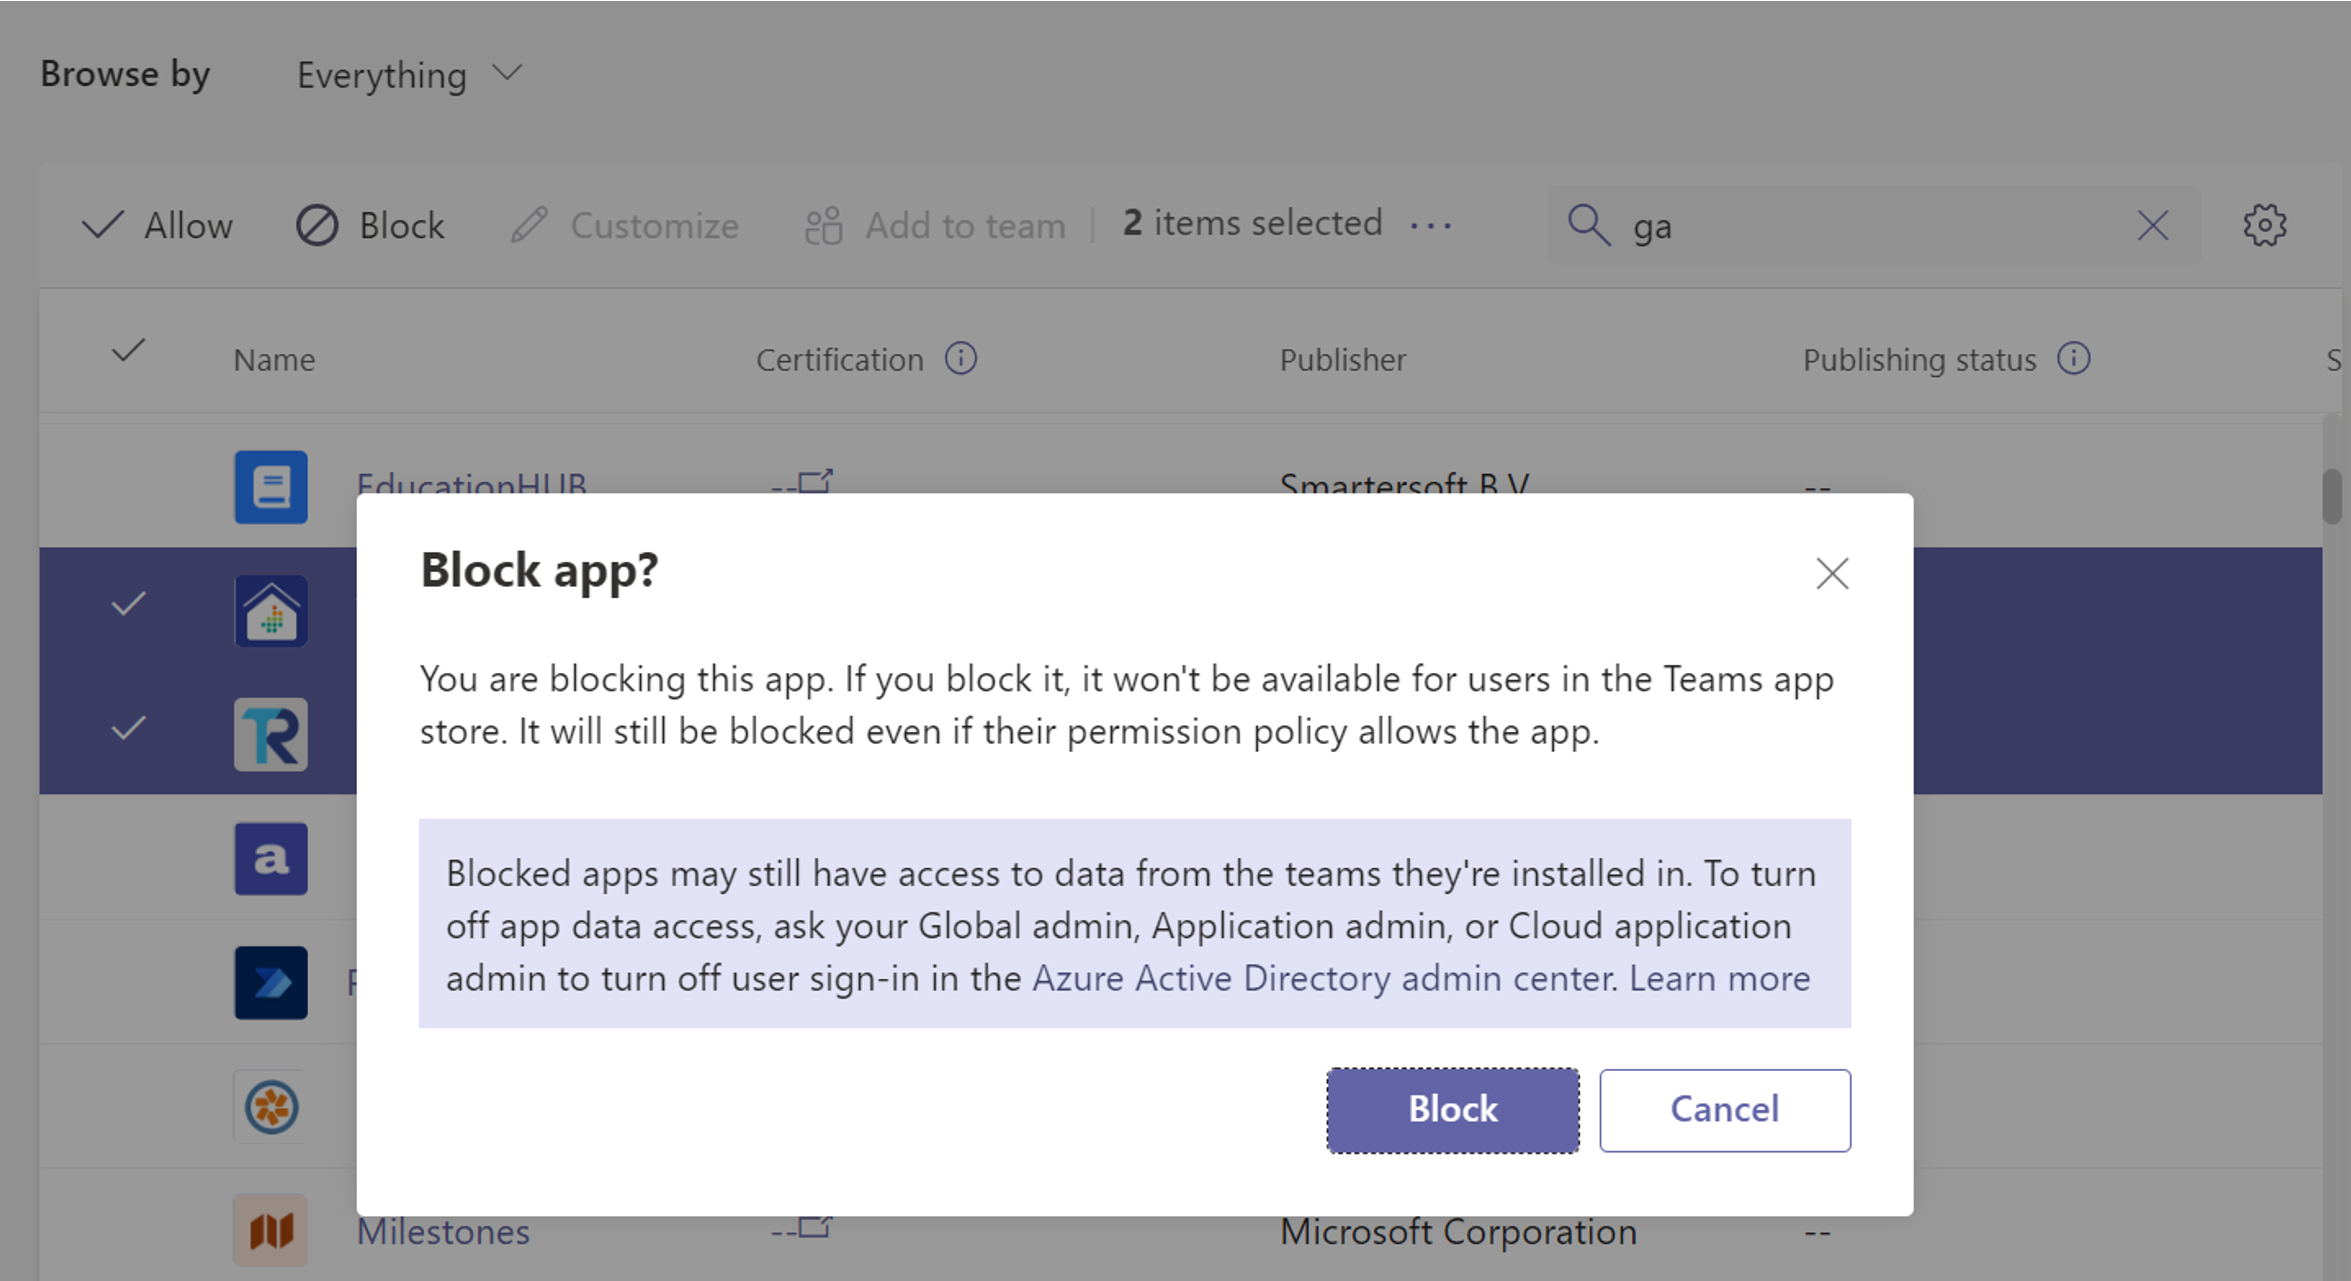 Browse by Everything
Allow Block Customize Add to team 2 items selected ... ga
Name Certification Publisher Publishing status S
EducationHUB -- Smartersoft B.V. --
Block app?
You are blocking this app. If you block it, it won't be available for users in the Teams app
store. It will still be blocked even if their permission policy allows the app.
TR
a
Blocked apps may still have access to data from the teams they're installed in. To turn
off app data access, ask your Global admin, Application admin, or Cloud application
admin to turn off user sign-in in the Azure Active Directory admin center. Learn more
Block Cancel
Milestones -- Microsoft Corporation --